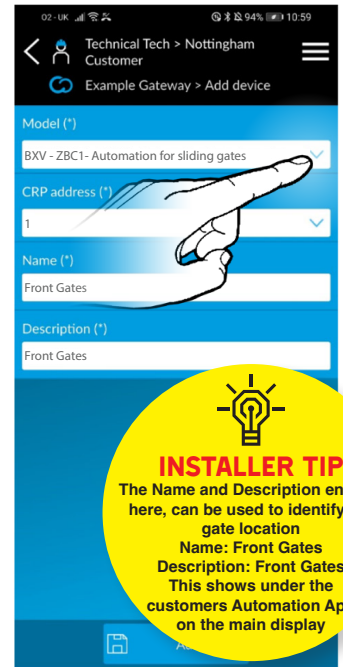 02 - UK 94% 10:59
Technical Tech > Nottingham
Customer
Example Gateway > Add device
Model (*)
BXV - ZBC1- Automation for sliding gates
CRP address (*)
1
Name (*)
Front Gates
Description (*)
Front Gates
INSTALLER TIP
The Name and Description
here, can be used to identify
gate location
Name: Front Gates
Description: Front Gates
This shows under the
customers Automation
on the main display